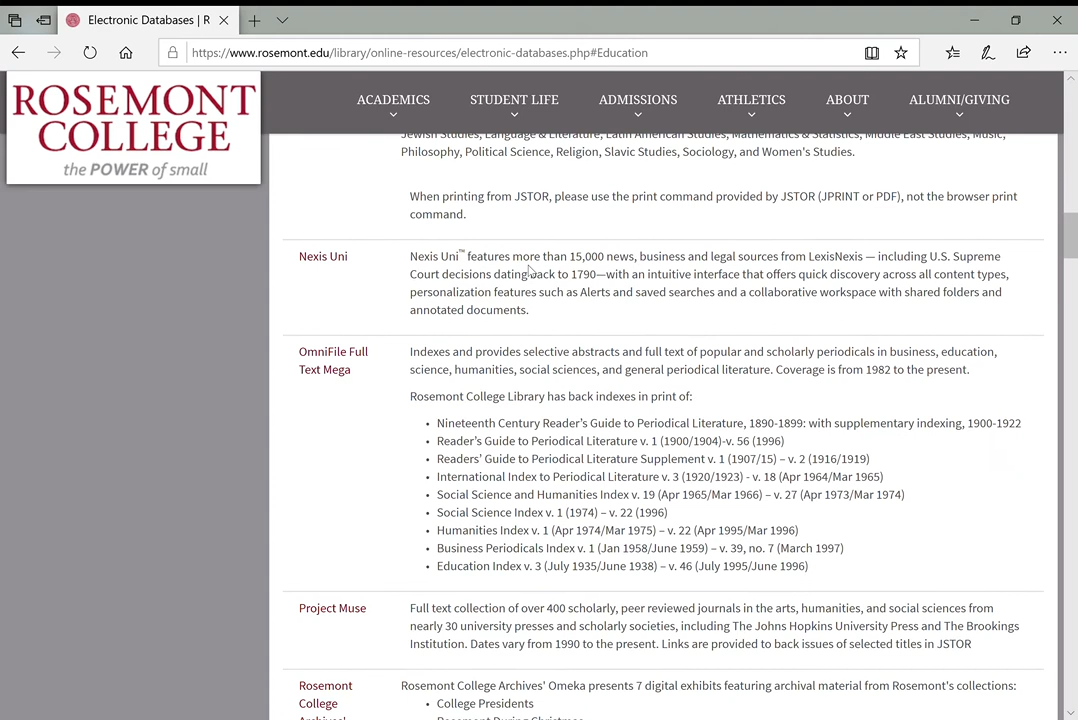 Electronic Databases | R
https://www.rosemont.edu/library/online-resources/electronic-databases.php#Education
ROSEMONT
COLLEGE
the POWER of small
ACADEMICS
STUDENT LIFE
ADMISSIONS
ATHLETICS
ABOUT
ALUMNI/GIVING
Jewish Studies, Language & Literature, Latin American Studies, Mathematics & Statistics, Middle East Studies, Music,
Philosophy, Political Science, Religion, Slavic Studies, Sociology, and Women's Studies.
When printing from JSTOR, please use the print command provided by JSTOR (JPRINT or PDF), not the browser print
command.
Nexis Uni
Nexis Uni™ features more than 15,000 news, business and legal sources from LexisNexis — including U.S. Supreme
Court decisions dating back to 1790—with an intuitive interface that offers quick discovery across all content types,
personalization features such as Alerts and saved searches and a collaborative workspace with shared folders and
annotated documents.
OmniFile Full
Text Mega
Indexes and provides selective abstracts and full text of popular and scholarly periodicals in business, education,
science, humanities, social sciences, and general periodical literature. Coverage is from 1982 to the present.
Rosemont College Library has back indexes in print of:
• Nineteenth Century Reader's Guide to Periodical Literature, 1890-1899: with supplementary indexing, 1900-1922
• Reader's Guide to Periodical Literature v. 1 (1900/1904)-v. 56 (1996)
• Readers' Guide to Periodical Literature Supplement v. 1 (1907/15) – v. 2 (1916/1919)
• International Index to Periodical Literature v. 3 (1920/1923) - v. 18 (Apr 1964/Mar 1965)
• Social Science and Humanities Index v. 19 (Apr 1965/Mar 1966) – v. 27 (Apr 1973/Mar 1974)
• Social Science Index v. 1 (1974) – v. 22 (1996)
• Humanities Index v. 1 (Apr 1974/Mar 1975) – v. 22 (Apr 1995/Mar 1996)
• Business Periodicals Index v. 1 (Jan 1958/June 1959) – v. 39, no. 7 (March 1997)
• Education Index v. 3 (July 1935/June 1938) – v. 46 (July 1995/June 1996)
Project Muse
Full text collection of over 400 scholarly, peer reviewed journals in the arts, humanities, and social sciences from
nearly 30 university presses and scholarly societies, including The Johns Hopkins University Press and The Brookings
Institution. Dates vary from 1990 to the present. Links are provided to back issues of selected titles in JSTOR
Rosemont
College
Archives'
Rosemont College Archives' Omeka presents 7 digital exhibits featuring archival material from Rosemont's collections:
• College Presidents
• Rosemont During Christmas